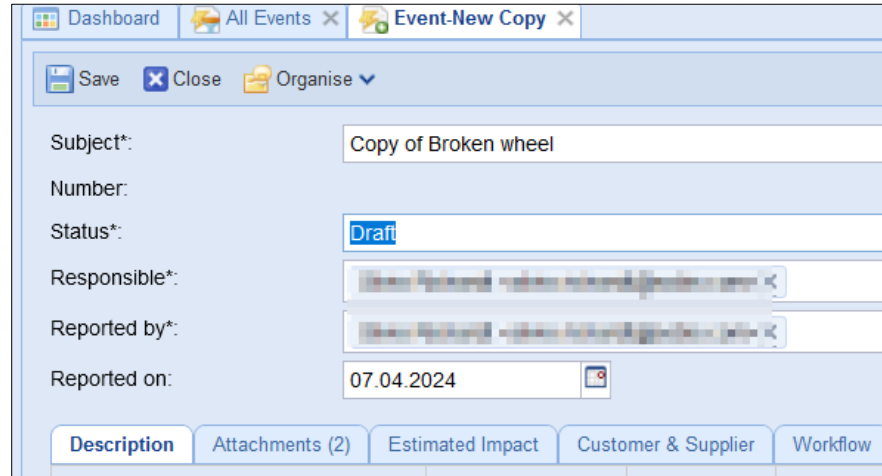 Dashboard All Events Event-New Copy
Save Close Organise
Subject*: Copy of Broken wheel
Number:
Status*: Draft
Responsible*:
Reported by*:
Reported on: 07.04.2024
Description Attachments (2) Estimated Impact Customer & Supplier Workflow